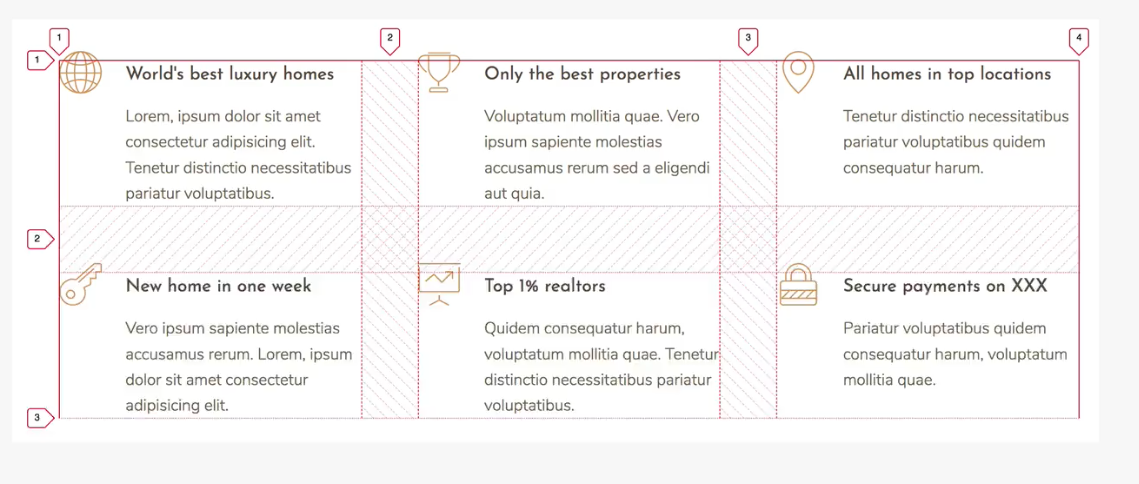 1
2
3
4
1
World's best luxury homes
Lorem, ipsum dolor sit amet
consectetur adipisicing elit.
Tenetur distinctio necessitatibus
pariatur voluptatibus.
Only the best properties
Voluptatum mollitia quae. Vero
ipsum sapiente molestias
accusamus rerum sed a eligendi
aut quia.
All homes in top locations
Tenetur distinctio necessitatibus
pariatur voluptatibus quidem
consequatur harum.
2
New home in one week
Vero ipsum sapiente molestias
accusamus rerum. Lorem, ipsum
dolor sit amet consectetur
adipisicing elit.
Top 1% realtors
Quidem consequatur harum,
voluptatum mollitia quae. Tenetur
distinctio necessitatibus pariatur
voluptatibus.
Secure payments on XXX
Pariatur voluptatibus quidem
consequatur harum, voluptatum
mollitia quae.
3